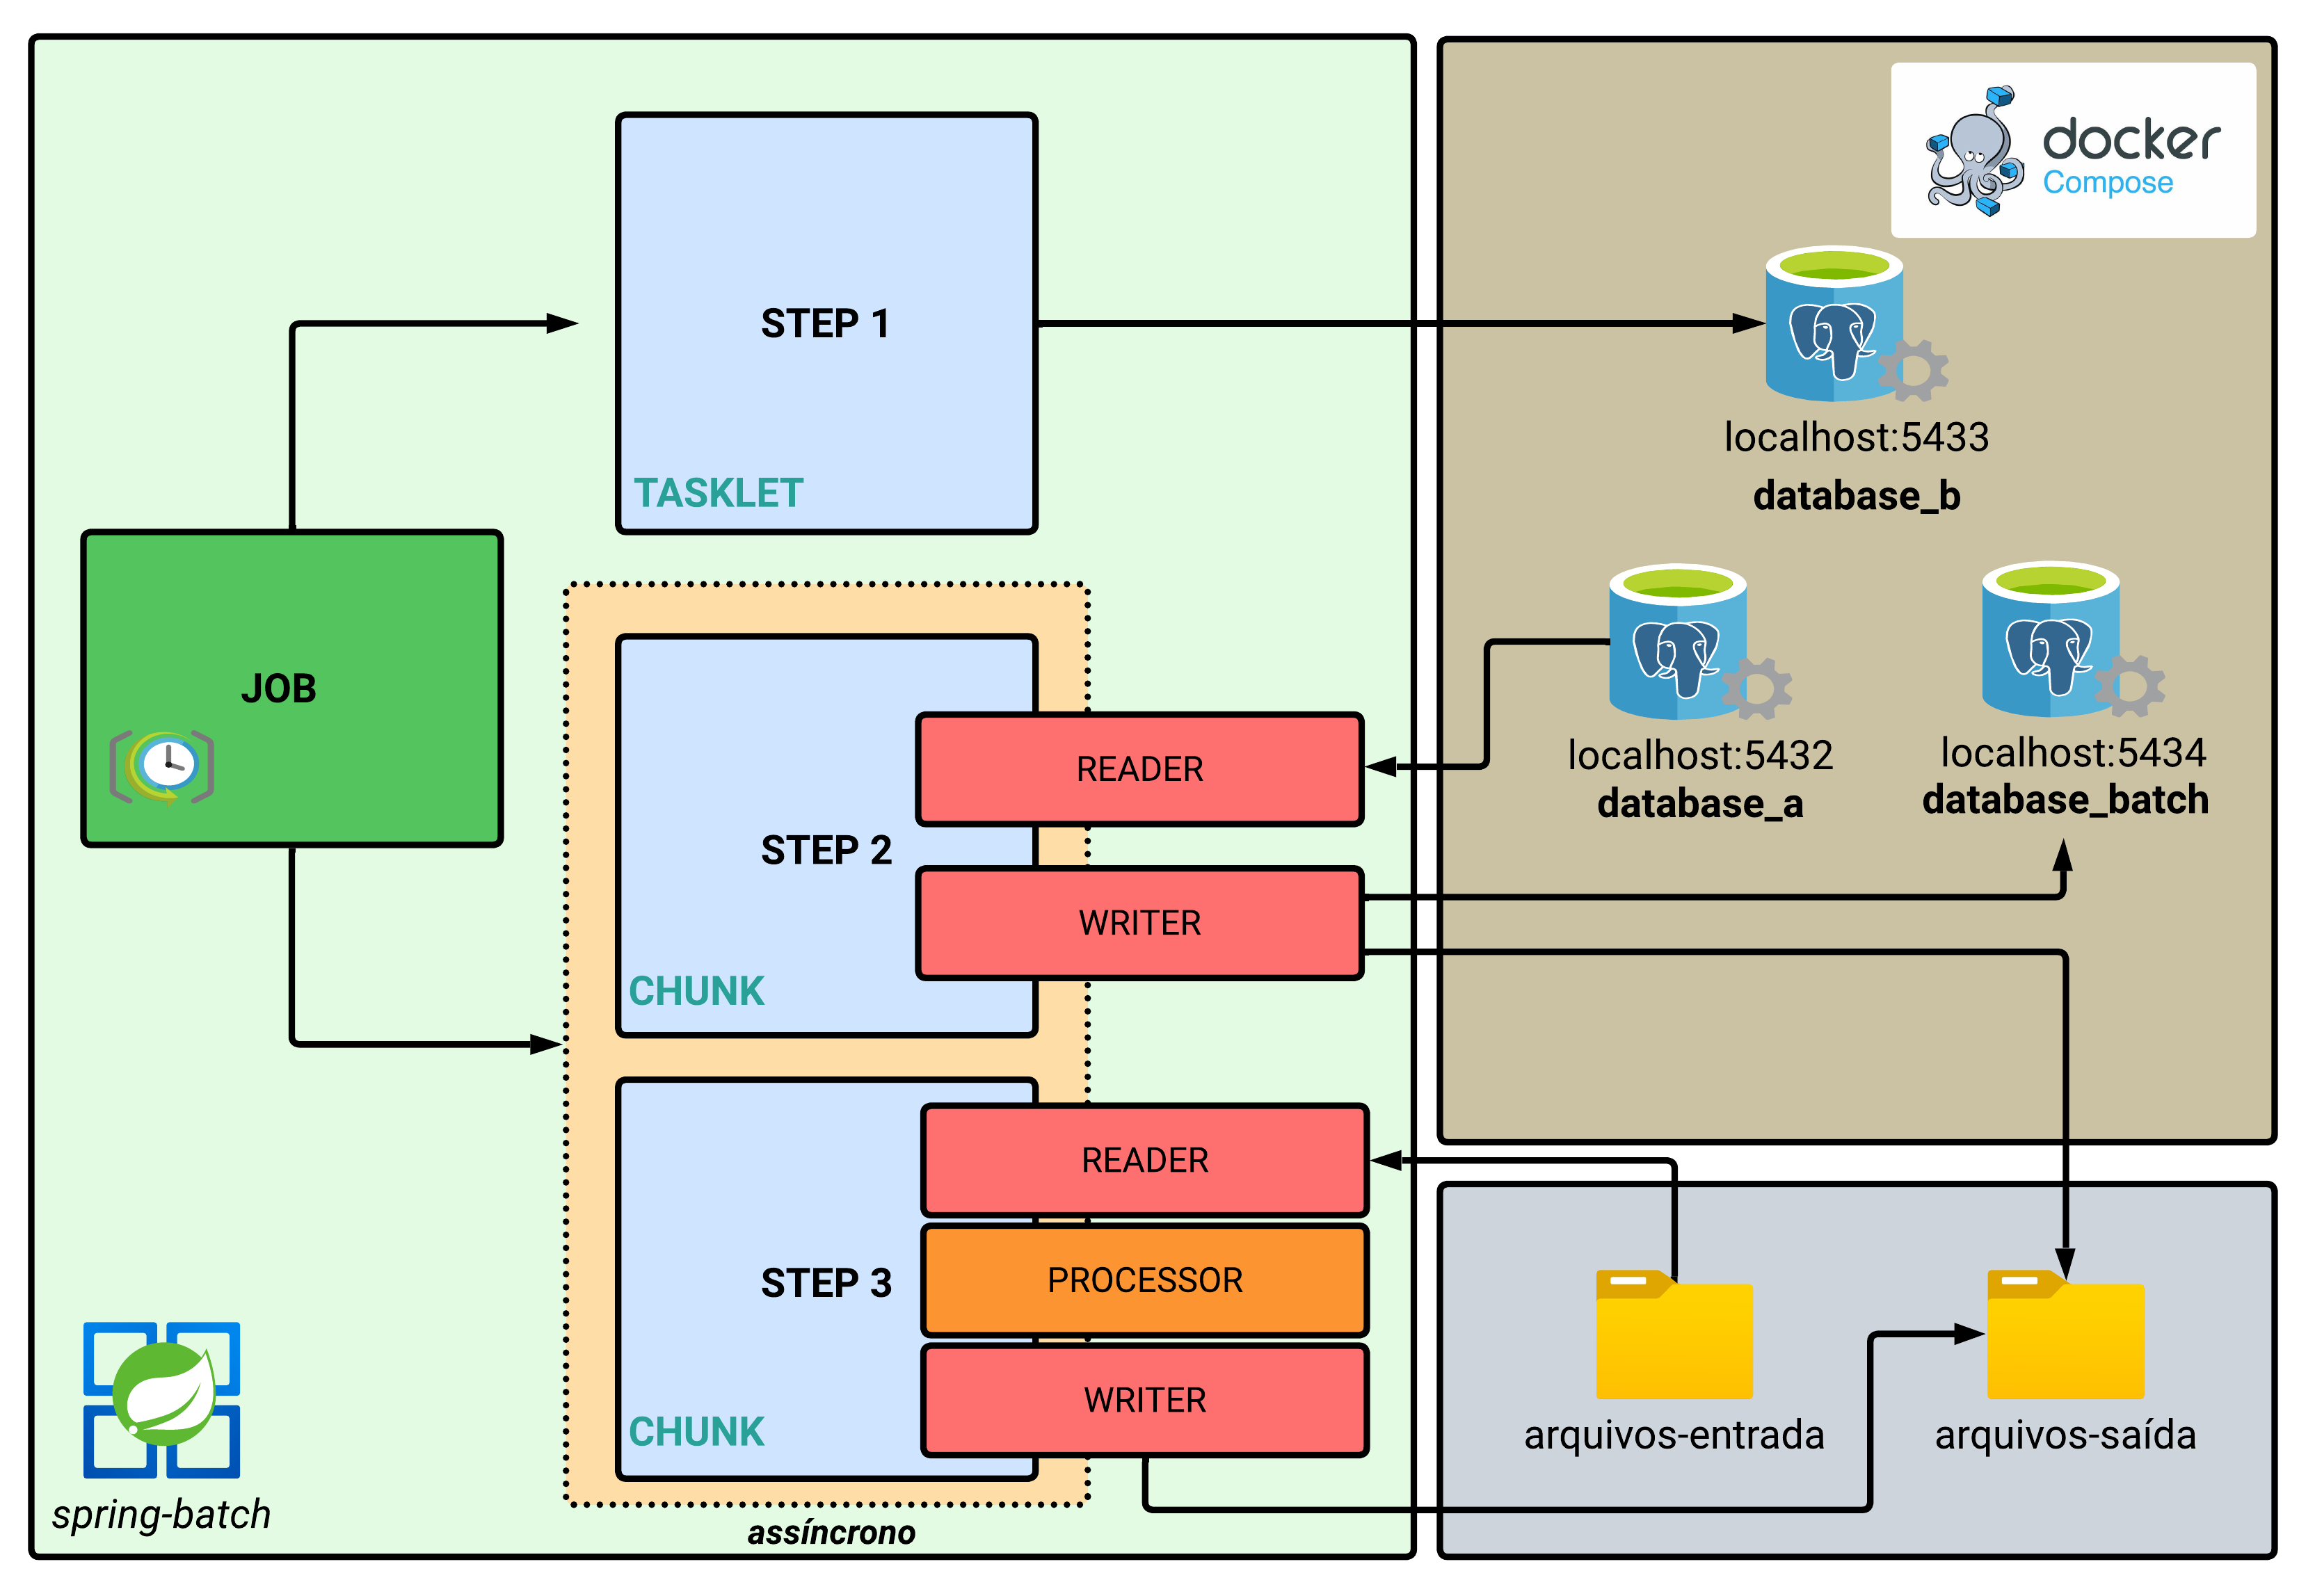 docker
Compose
STEP 1
TASKLET
localhost:5433
database_b
JOB
READER
STEP 2
WRITER
CHUNK
localhost:5432
database_a
localhost:5434
database_batch
READER
PROCESSOR
STEP 3
WRITER
CHUNK
arquivos-entrada
arquivos-saída
spring-batch
assíncrono